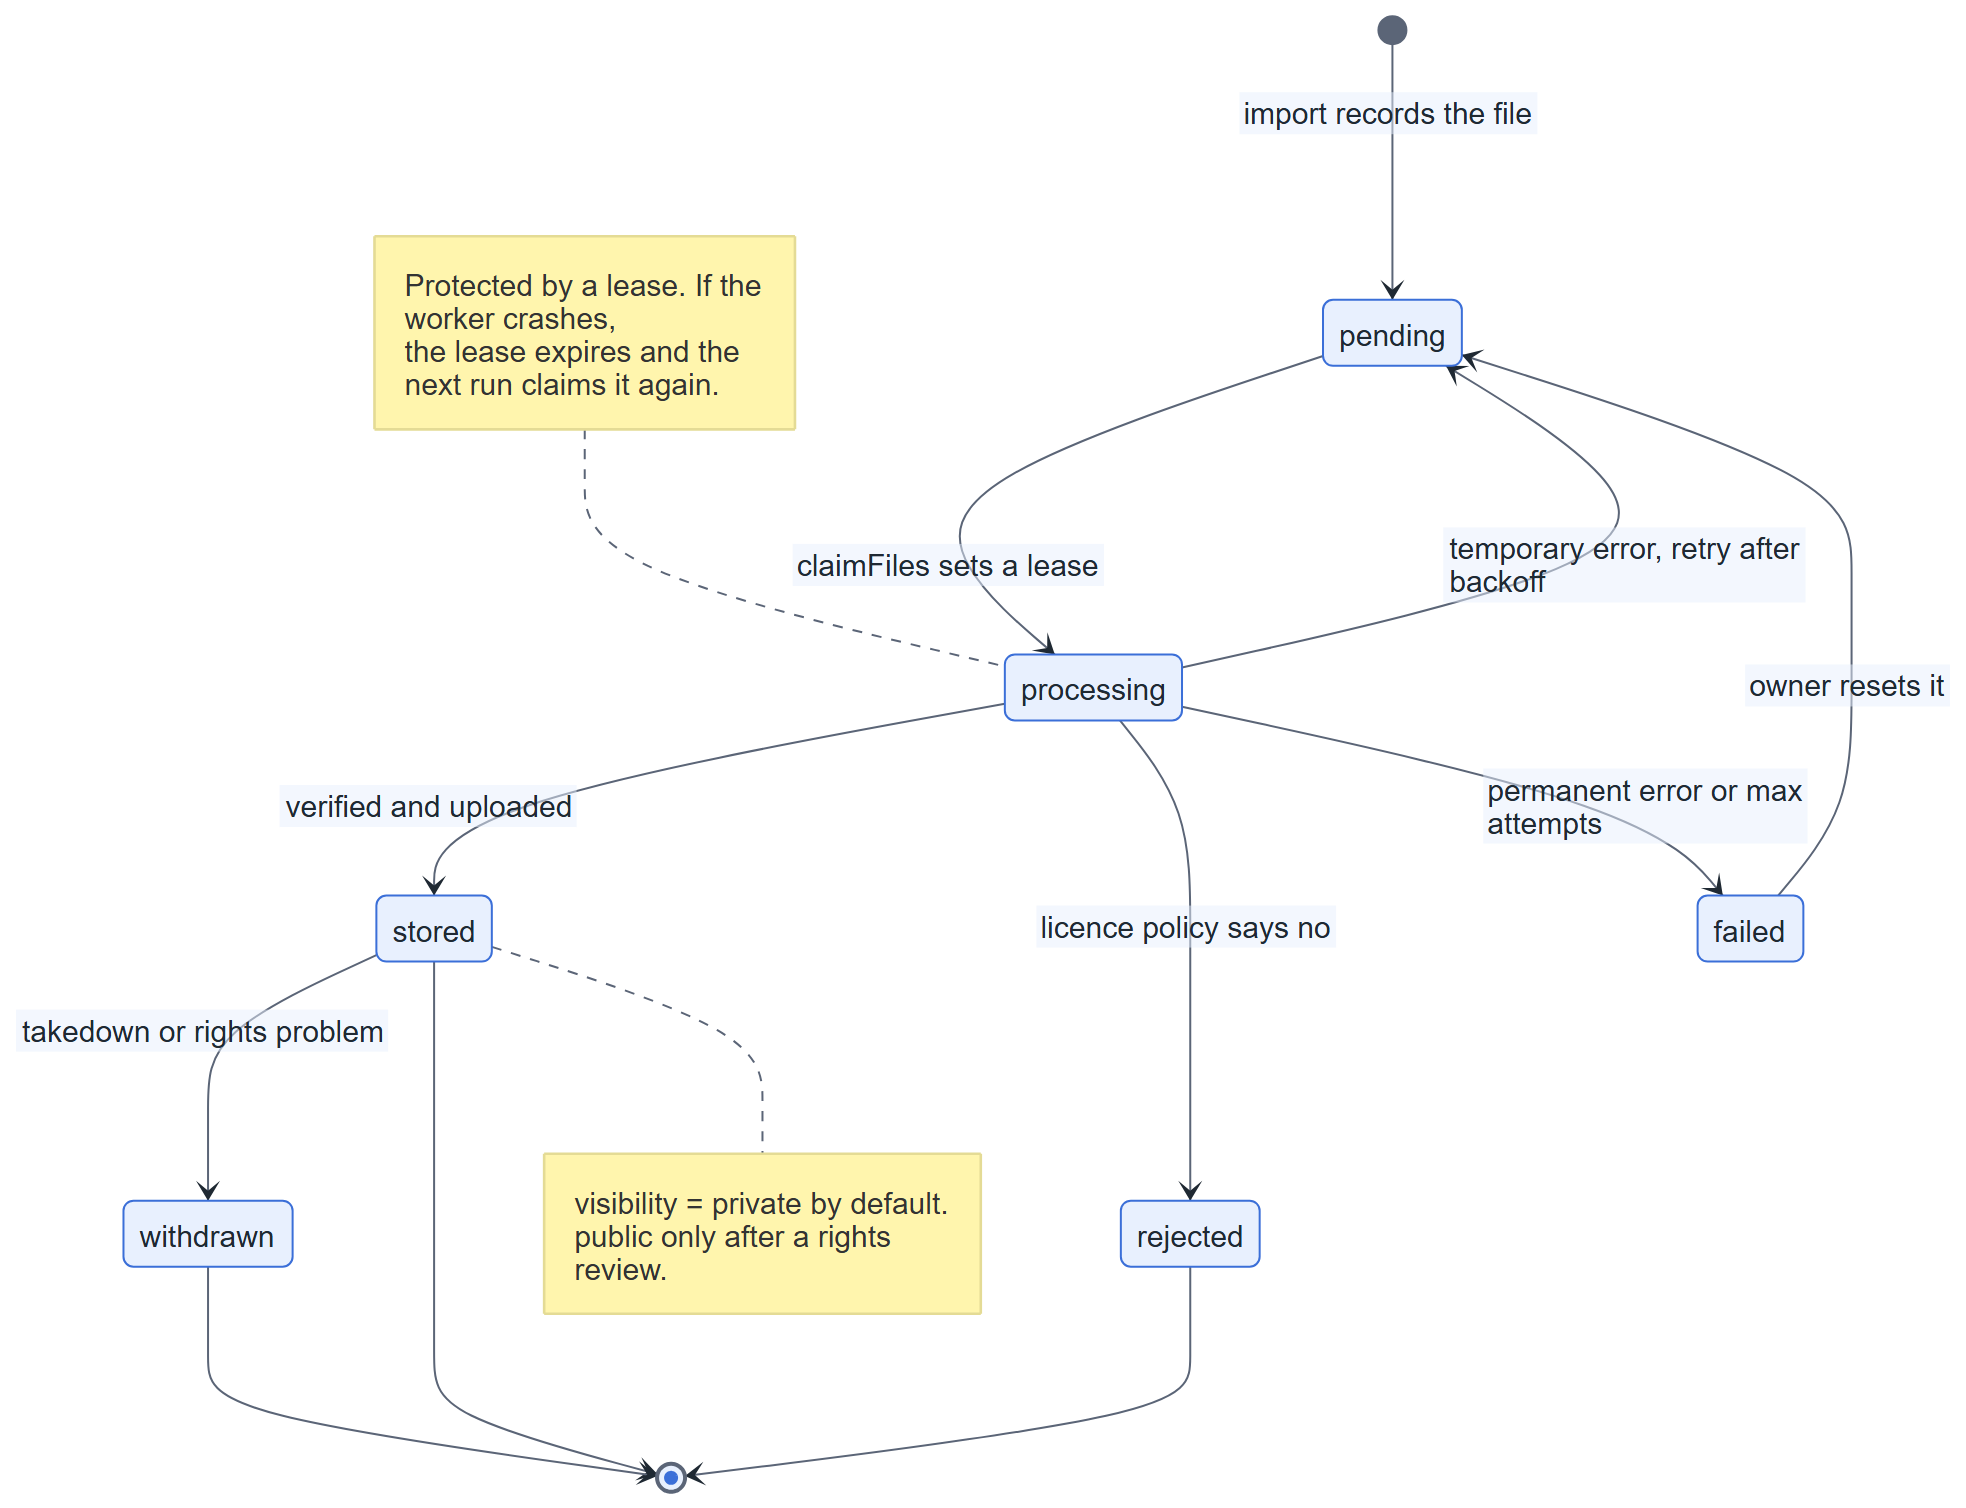 import records the file
Protected by a lease. If the
worker crashes,
the lease expires and the
next run claims it again.
pending
claimFiles sets a lease
temporary error, retry after
backoff
processing
owner resets it
verified and uploaded
permanent error or max
attempts
stored
licence policy says no
failed
takedown or rights problem
withdrawn
visibility = private by default.
public only after a rights
review.
rejected